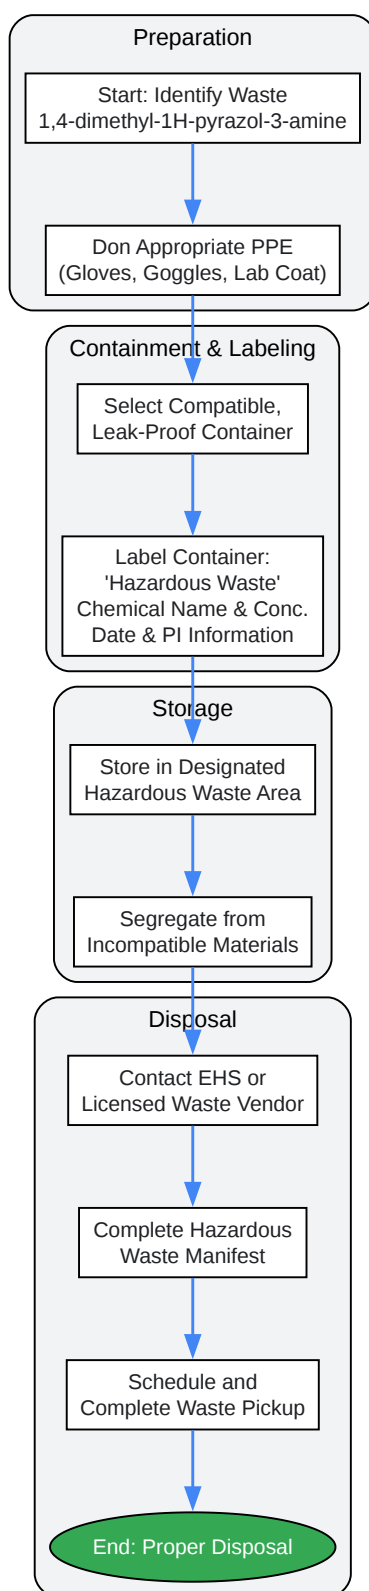 Preparation
Start: Identify Waste
1,4-dimethyl-1H-pyrazol-3-amine
Don Appropriate PPE
(Gloves, Goggles, Lab Coat)
Containment & Labeling
Select Compatible,
Leak-Proof Container
Label Container:
'Hazardous Waste'
Chemical Name & Conc.
Date & PI Information
Storage
Store in Designated
Hazardous Waste Area
Segregate from
Incompatible Materials
Disposal
Contact EHS or
Licensed Waste Vendor
Complete Hazardous
Waste Manifest
Schedule and
Complete Waste Pickup
End: Proper Disposal